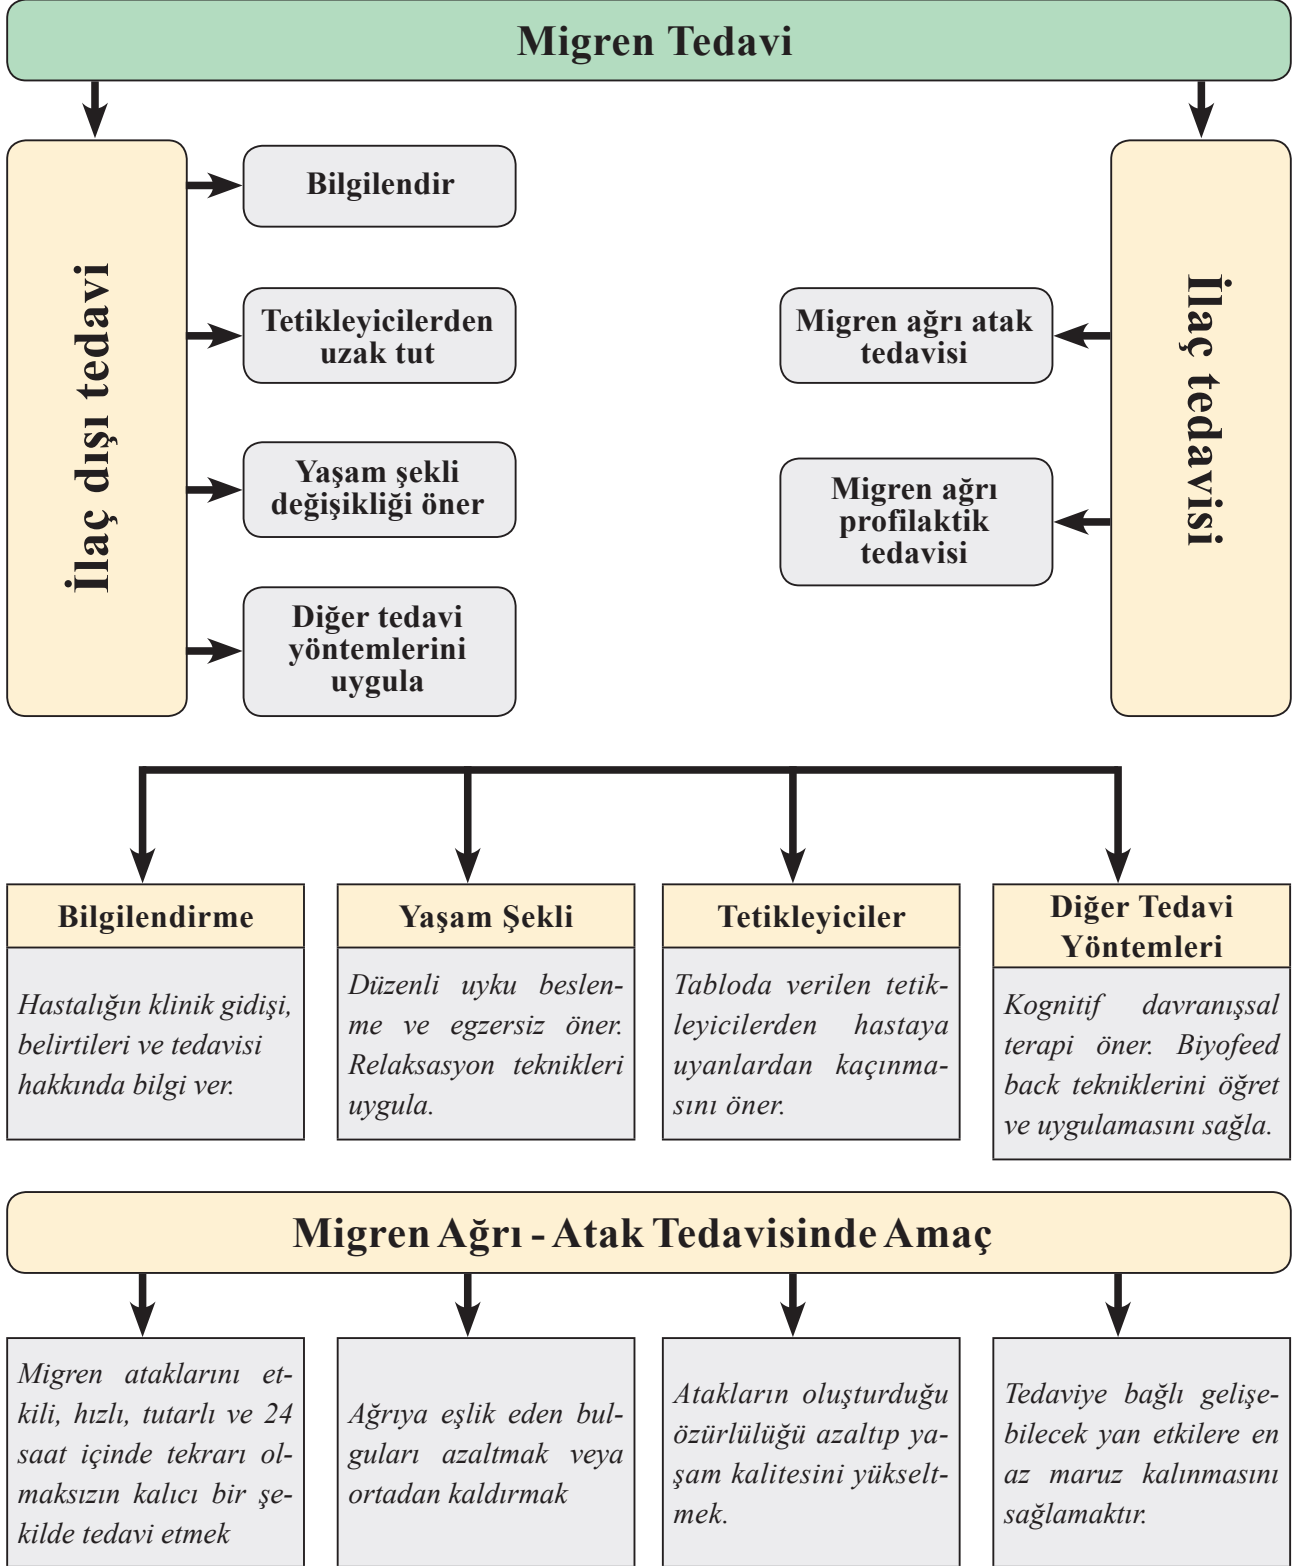 Migren Tedavi
İlaç dışı tedavi
Bilgilendir
Tetikleyicilerden
uzak tut
Yaşam şekli
değişikliği öner
Diğer tedavi
yöntemlerini
uygula
Migren ağrı atak
tedavisi
Migren ağrı
profilaktik
tedavisi
İlaç tedavisi
Bilgilendirme
Hastalığın klinik gidişi,
belirtileri ve tedavisi
hakkında bilgi ver.
Yaşam Şekli
Düzenli uyku beslen-
me ve egzersiz öner.
Relaksasyon teknikleri
uygula.
Tetikleyiciler
Tabloda verilen tetik-
leyicilerden hastaya
uyanlardan kaçınma-
sını öner.
Diğer Tedavi
Yöntemleri
Kognitif davranışsal
terapi öner. Biyofeed
back tekniklerini öğret
ve uygulamasını sağla.
Migren Ağrı - Atak Tedavisinde Amaç
Migren ataklarını et-
kili, hızlı, tutarlı ve 24
saat içinde tekrarı ol-
maksızın kalıcı bir şe-
kilde tedavi etmek
Ağrıya eşlik eden bul-
guları azaltmak veya
ortadan kaldırmak
Atakların oluşturduğu
özürlülüğü azaltıp ya-
şam kalitesini yükselt-
mek.
Tedaviye bağlı gelişe-
bilecek yan etkilere en
az maruz kalınmasını
sağlamaktır.